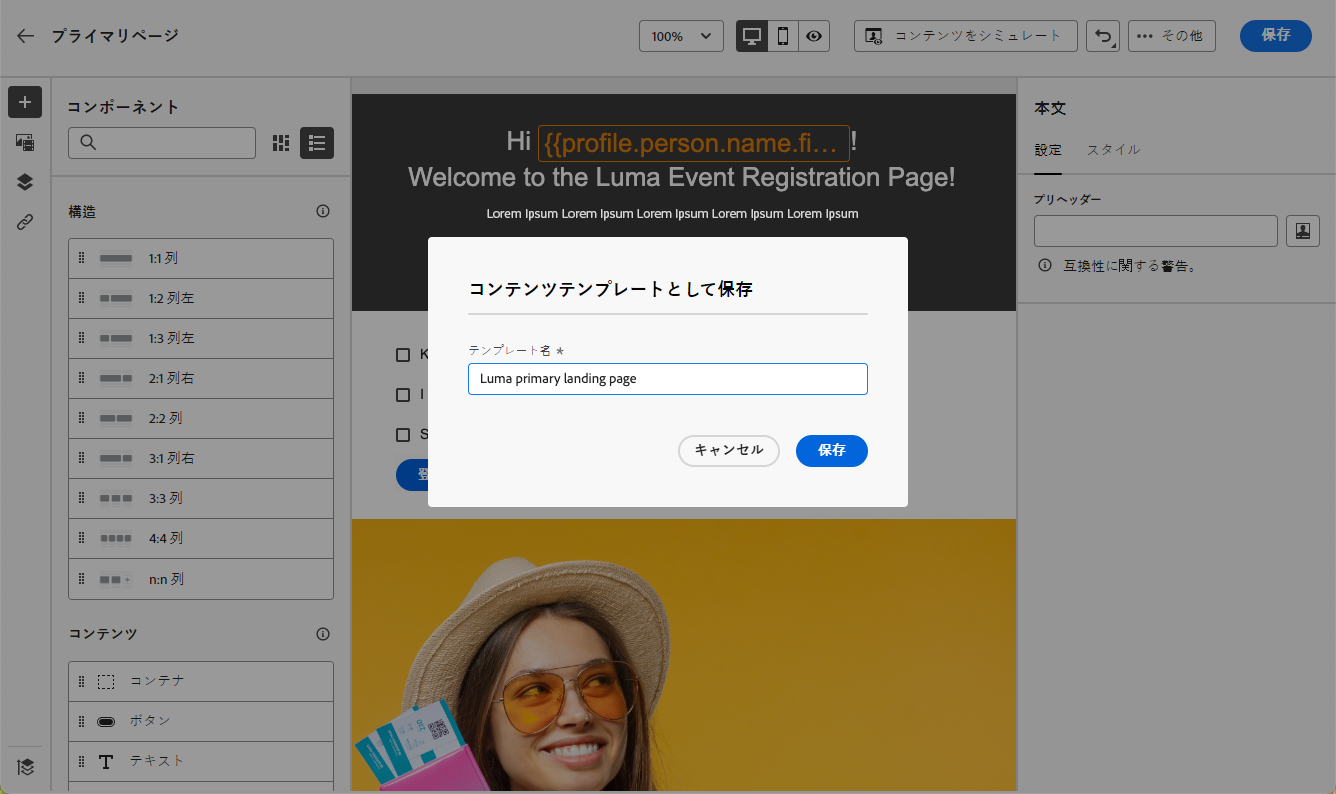 プライマリページ
100%
コンテンツをシミュレート
その他
保存
コンポーネント
構造
1:1 列
1:2 列左
1:3 列左
2:1 列右
2:2 列
3:1 列右
3:3 列
4:4 列
n:n 列
コンテンツ
コンテナ
ボタン
テキスト
Hi {{profile.person.name.fi... !
Welcome to the Luma Event Registration Page!
Lorem Ipsum Lorem Ipsum Lorem Ipsum Lorem Ipsum Lorem Ipsum
K
I
S
登
コンテンツテンプレートとして保存
テンプレート名 *
Luma primary landing page
キャンセル
保存
本文
設定
スタイル
プリヘッダー
互換性に関する警告。